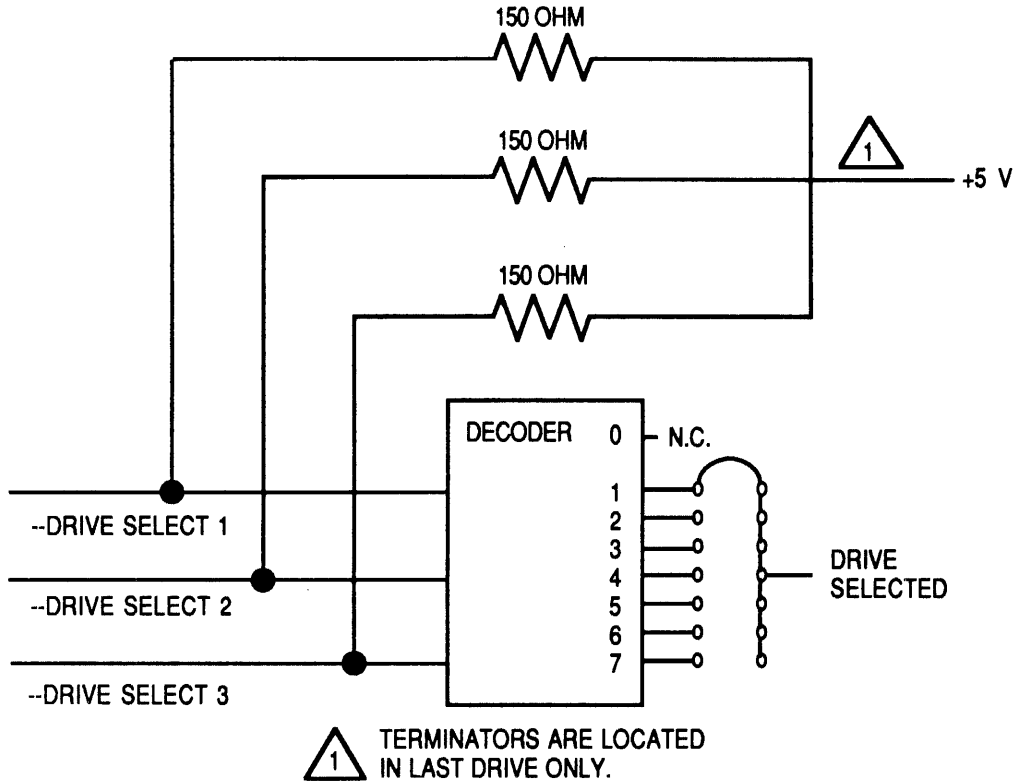 150 OHM
150 OHM
1
+5 V
150 OHM
DECODER 0 N.C.
1
--DRIVE SELECT 1
2
3
4
DRIVE
SELECTED
5
--DRIVE SELECT 2
6
7
--DRIVE SELECT 3
1 TERMINATORS ARE LOCATED
IN LAST DRIVE ONLY.